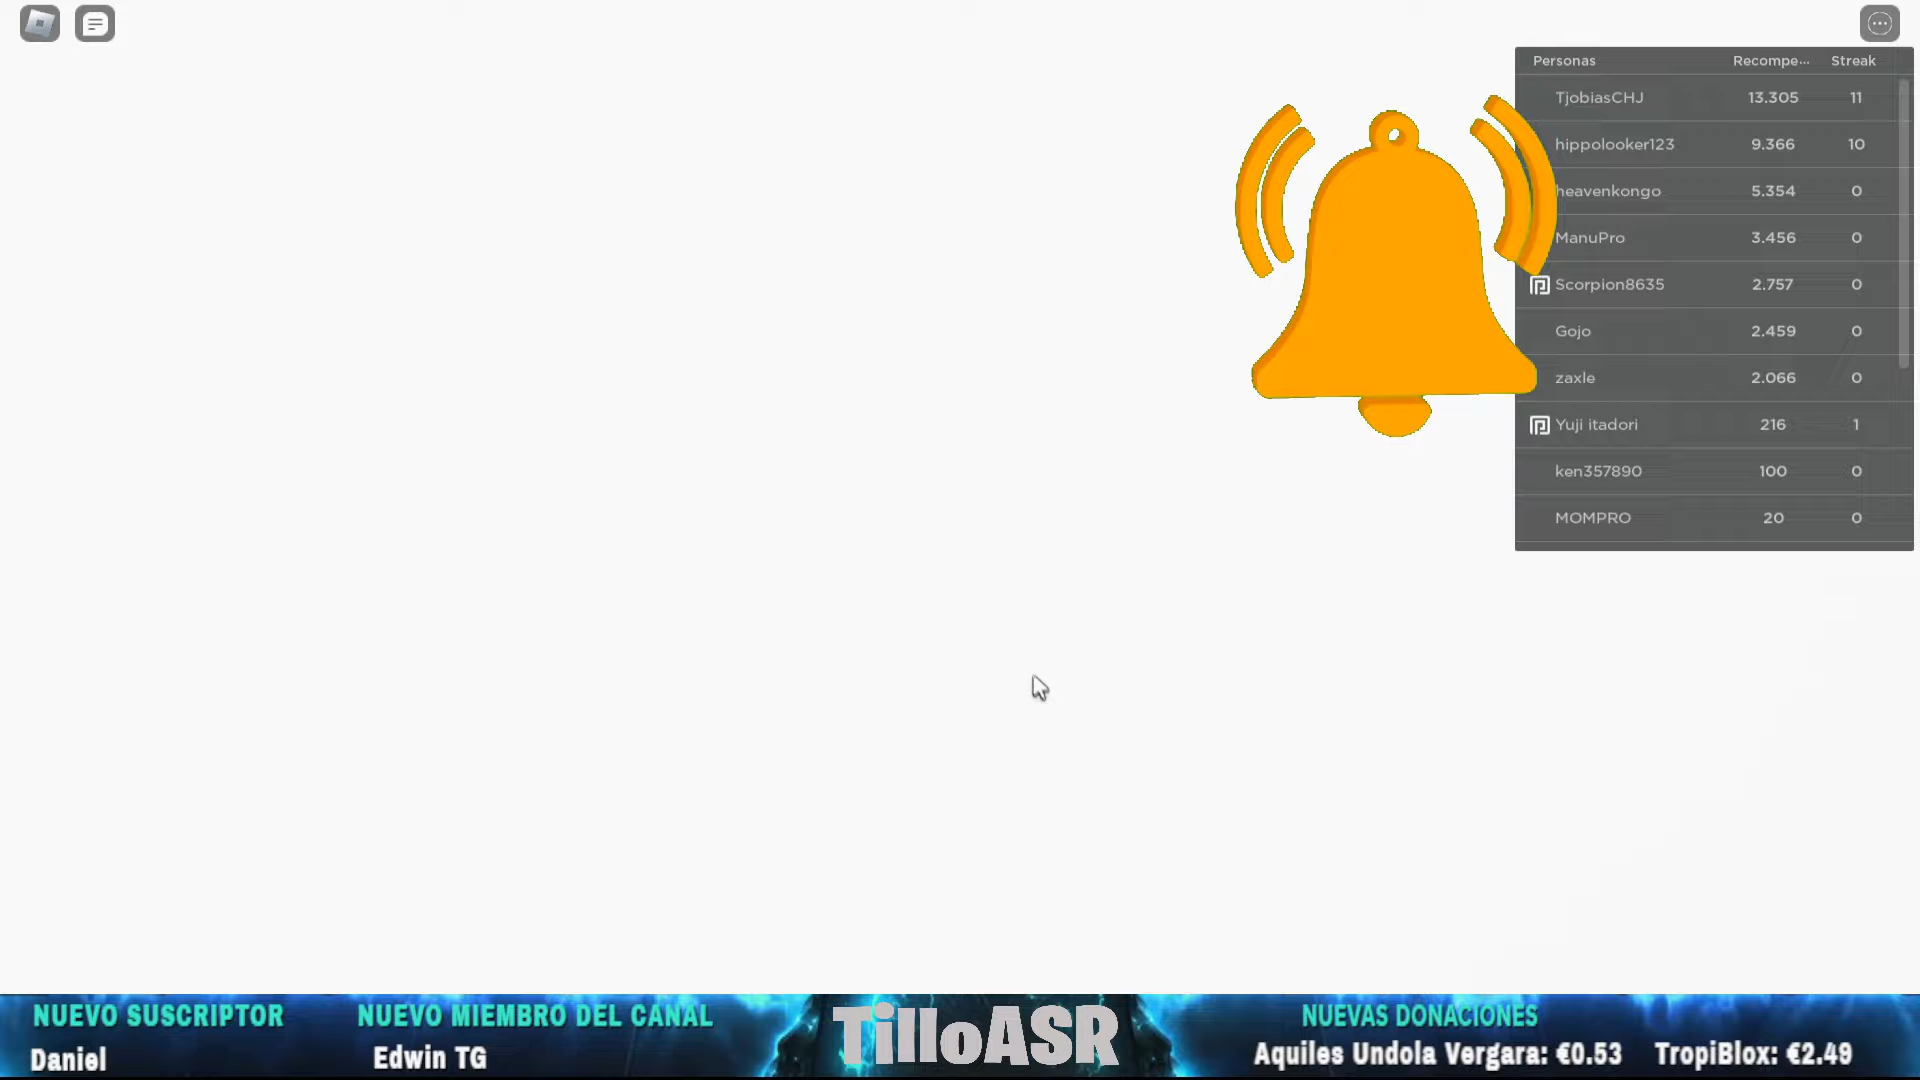 Personas Recompe... Streak
TjobiasCHJ 13.305 11
hippolooker123 9.366 10
heavenkongo 5.354 0
ManuPro 3.456 0
Scorpion8635 2.757 0
Gojo 2.459 0
zaxle 2.066 0
Yuji itadori 216 1
ken357890 100 0
MOMPRO 20 0
NUEVO SUSCRIPTOR
Daniel
NUEVO MIEMBRO DEL CANAL
Edwin TG
TilloASR
NUEVAS DONACIONES
Aquiles Undola Vergara: €0.53 TropiBlox: €2.49